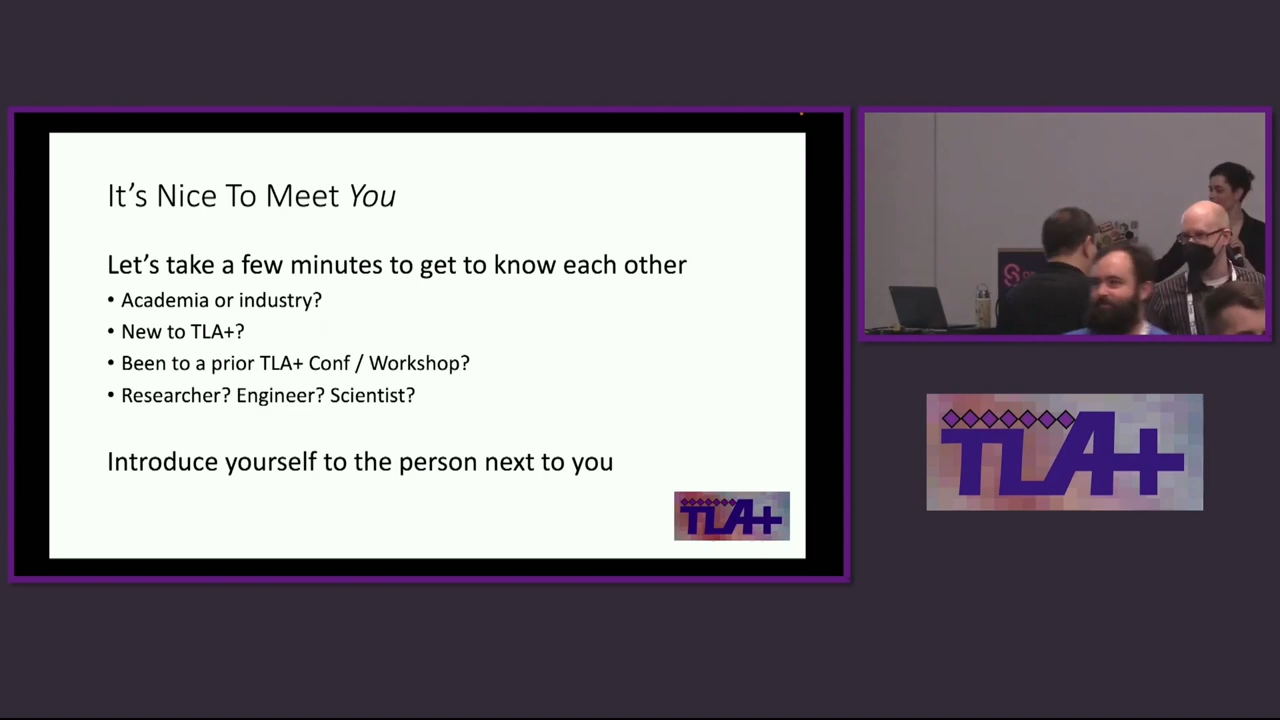 It's Nice To Meet You
Let's take a few minutes to get to know each other
• Academia or industry?
• New to TLA+?
• Been to a prior TLA+ Conf / Workshop?
• Researcher? Engineer? Scientist?
Introduce yourself to the person next to you
TLA+
TLA+